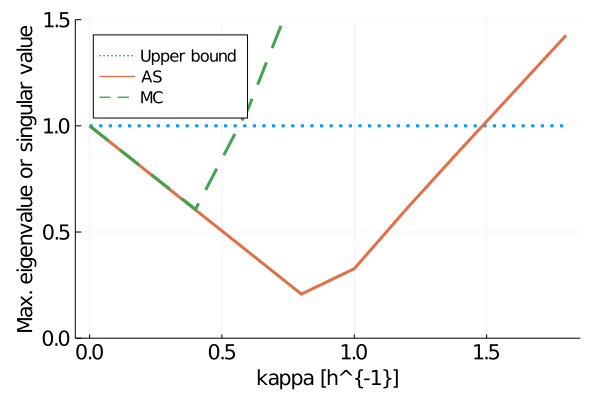 Max. eigenvalue or singular value
1.5
1.0
0.5
0.0
Upper bound
AS
MC
0.0 0.5 1.0 1.5
kappa [h^{-1}]